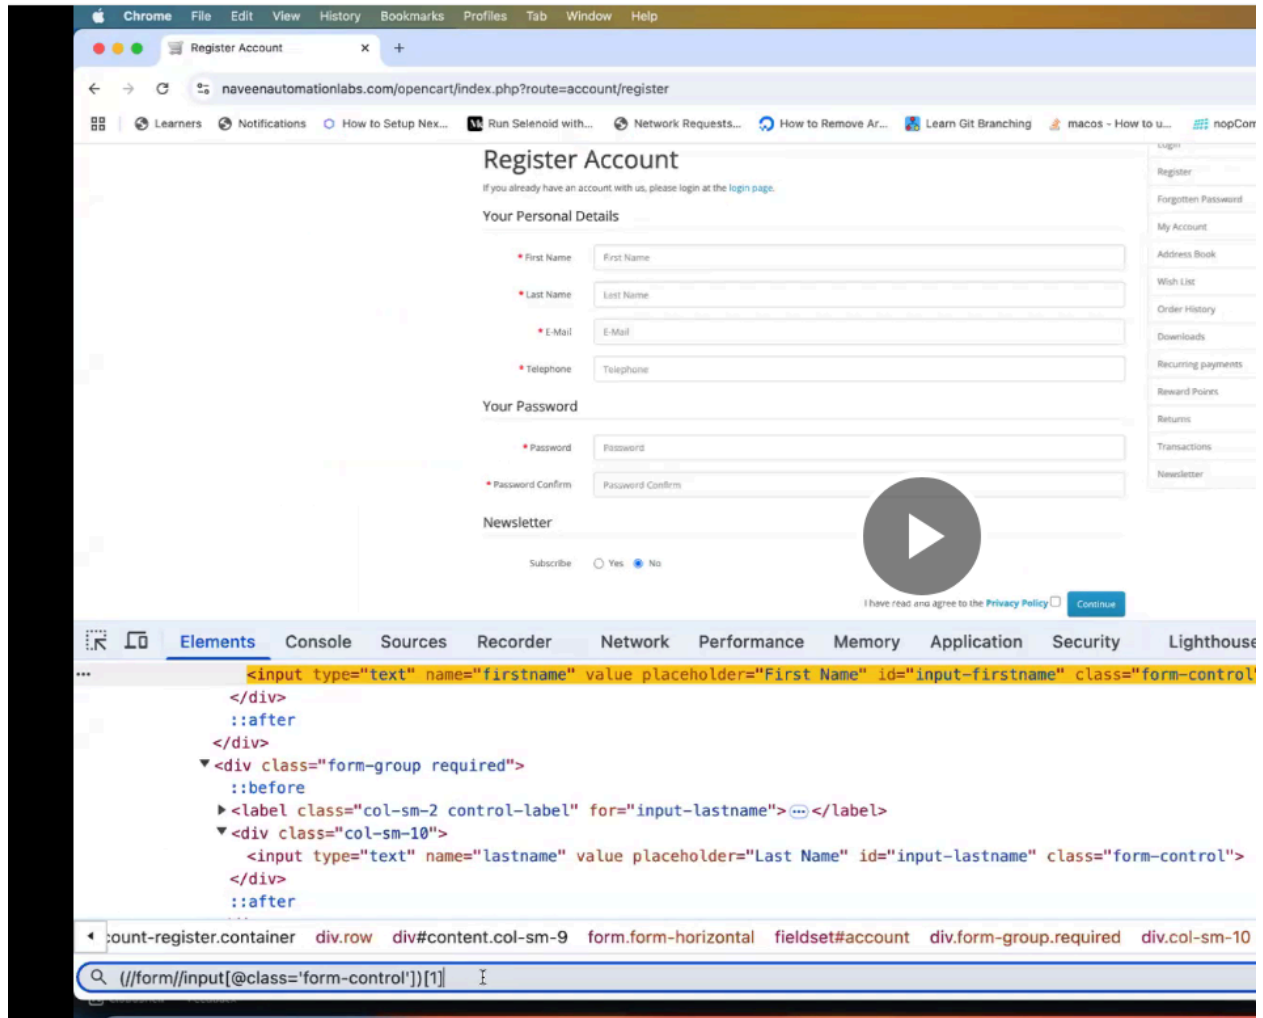 Chrome File Edit View History Bookmarks Profiles Tab Window Help
Register Account × +
naveenautomationlabs.com/opencart/index.php?route=account/register
Learners Notifications How to Setup Nex... Run Selenoid with... Network Requests... How to Remove Ar... Learn Git Branching macos - How to u... nopCom
Register Account
Login
Register
If you already have an account with us, please login at the login page.
Forgotten Password
Your Personal Details
My Account
* First Name First Name
Address Book
Wish List
* Last Name Last Name
Order History
* E-Mail E-Mail
Downloads
* Telephone Telephone
Recurring payments
Reward Points
Your Password
Returns
* Password Password
Transactions
Newsletter
* Password Confirm Password Confirm
Newsletter
Subscribe Yes No
I have read and agree to the Privacy Policy Continue
Elements Console Sources Recorder Network Performance Memory Application Security Lighthouse
... <input type="text" name="firstname" value placeholder="First Name" id="input-firstname" class="form-control"
</div>
::after
</div>
<div class="form-group required">
::before
<label class="col-sm-2 control-label" for="input-lastname">…</label>
<div class="col-sm-10">
<input type="text" name="lastname" value placeholder="Last Name" id="input-lastname" class="form-control">
</div>
::after
count-register.container div.row div#content.col-sm-9 form.form-horizontal fieldset#account div.form-group.required div.col-sm-10
(//form//input[@class='form-control'])[1]